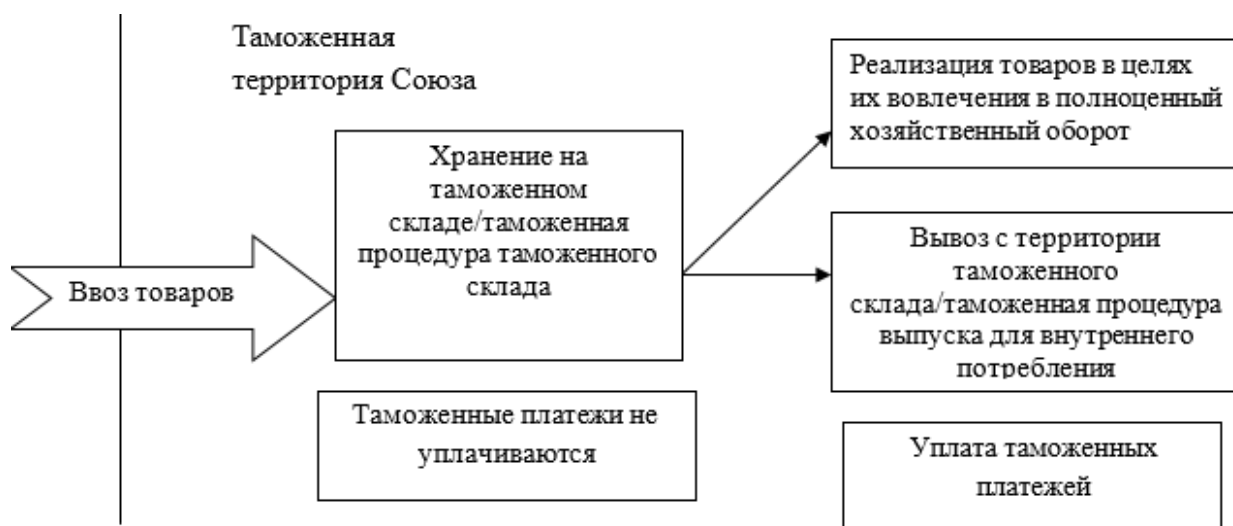 Таможенная
территория Союза
Ввоз товаров
Хранение на
таможенном
складе/таможенная
процедура таможенного
склада
Таможенные платежи не
уплачиваются
Реализация товаров в целях
их вовлечения в полноценный
хозяйственный оборот
Вывоз с территории
таможенного
склада/таможенная процедура
выпуска для внутреннего
потребления
Уплата таможенных
платежей